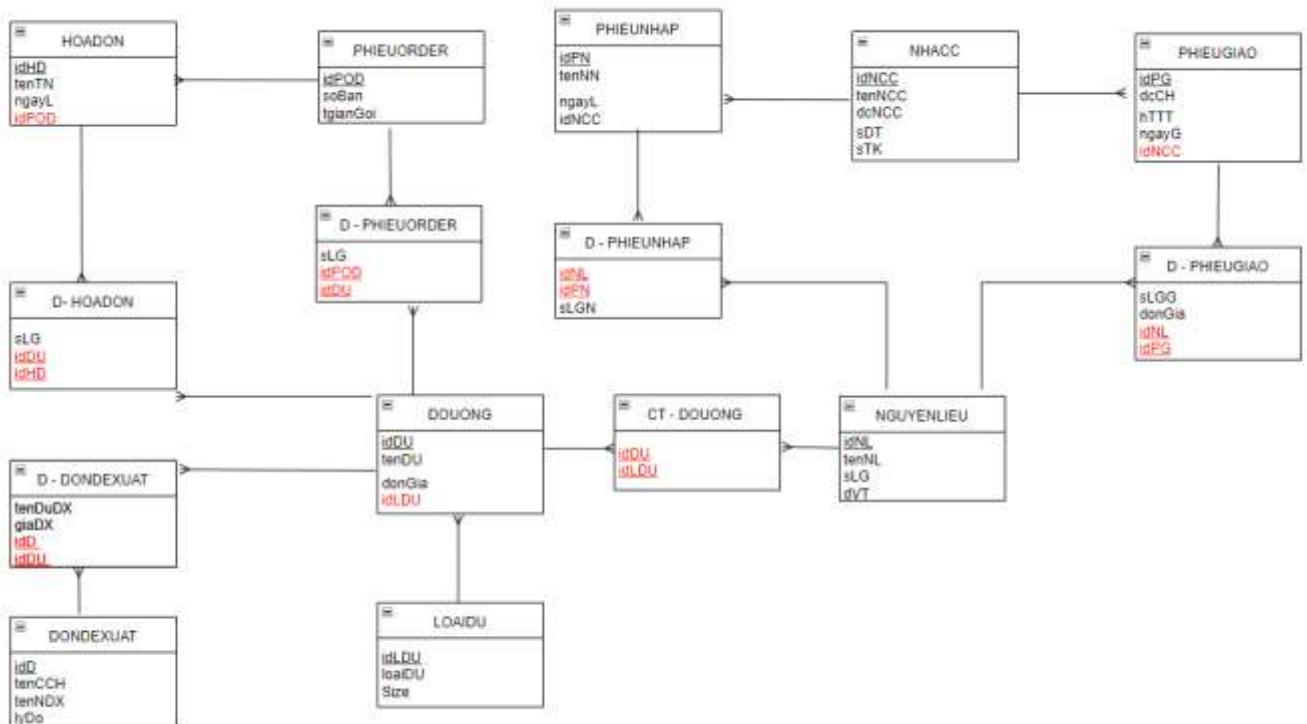 HOADON
idHD
tenTN
ngayL
idPOD
PHIEUORDER
idPOD
soBan
tgianGoi
PHIEUNHAP
idPN
tenNN
ngayL
idNCC
NHACC
idNCC
tenNCC
dcNCC
sDT
sTK
PHIEUGIAO
idPG
dcCH
hTTT
ngayG
idNCC
D - PHIEUORDER
sLG
idPOD
idDU
D - PHIEUNHAP
idNL
idPN
sLGN
D - PHIEUGIAO
sLGG
donGia
idNL
idPG
D- HOADON
sLG
idDU
idHD
DOUONG
idDU
tenDU
donGia
idLDU
CT - DOUONG
idDU
idLDU
NGUYENLIEU
idNL
tenNL
sLG
dVT
D - DONDEXUAT
tenDuDX
giaDX
idD
idDU
LOAIDU
idLDU
loaiDU
Size
DONDEXUAT
idD
tenCCH
tenNDX
lyDo